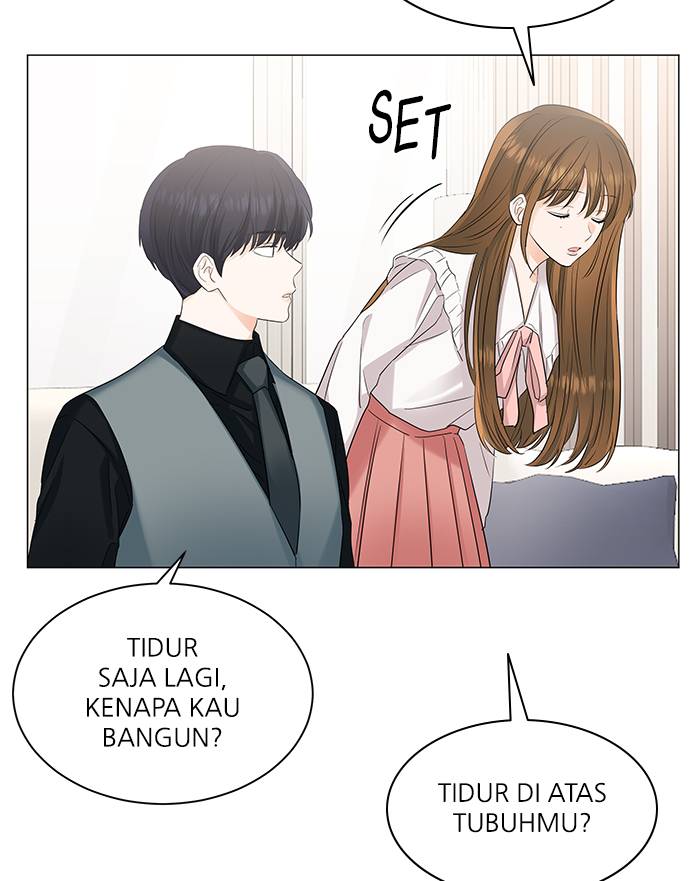 SET
TIDUR
SAJA LAGI,
KENAPA KAU
BANGUN?
TIDUR DI ATAS
TUBUHMU?